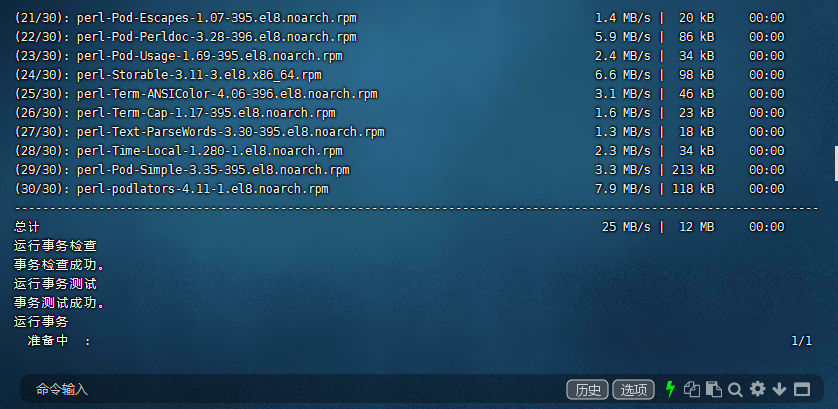 (21/30): perl-Pod-Escapes-1.07-395.el8.noarch.rpm 1.4 MB/s | 20 kB 00:00
(22/30): perl-Pod-Perldoc-3.28-396.el8.noarch.rpm 5.9 MB/s | 86 kB 00:00
(23/30): perl-Pod-Usage-1.69-395.el8.noarch.rpm 2.4 MB/s | 34 kB 00:00
(24/30): perl-Storable-3.11-3.el8.x86_64.rpm 6.6 MB/s | 98 kB 00:00
(25/30): perl-Term-ANSIColor-4.06-396.el8.noarch.rpm 3.1 MB/s | 46 kB 00:00
(26/30): perl-Term-Cap-1.17-395.el8.noarch.rpm 1.6 MB/s | 23 kB 00:00
(27/30): perl-Text-ParseWords-3.30-395.el8.noarch.rpm 1.3 MB/s | 18 kB 00:00
(28/30): perl-Time-Local-1.280-1.el8.noarch.rpm 2.3 MB/s | 34 kB 00:00
(29/30): perl-Pod-Simple-3.35-395.el8.noarch.rpm 3.3 MB/s | 213 kB 00:00
(30/30): perl-podlators-4.11-1.el8.noarch.rpm 7.9 MB/s | 118 kB 00:00
--------------------------------------------------------------------------------
总计 25 MB/s | 12 MB 00:00
运行事务检查
事务检查成功。
运行事务测试
事务测试成功。
运行事务
准备中 : 1/1
命令输入 历史 选项